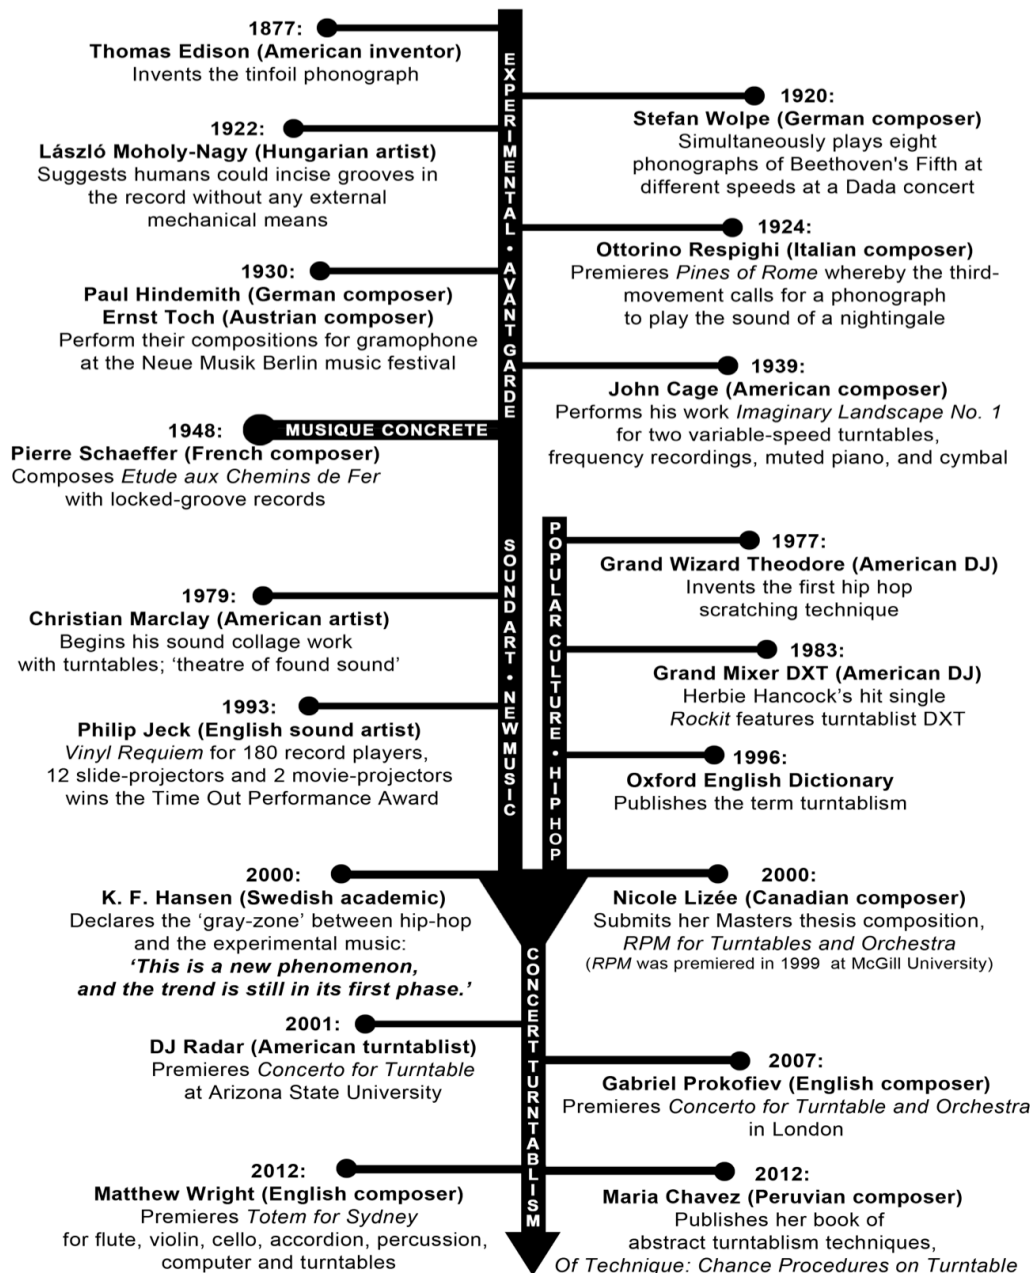 1877:
Thomas Edison (American inventor)
Invents the tinfoil phonograph
EXPERIMENTAL • AVANT GARDE
1920:
Stefan Wolpe (German composer)
Simultaneously plays eight
phonographs of Beethoven's Fifth at
different speeds at a Dada concert
1922:
László Moholy-Nagy (Hungarian artist)
Suggests humans could incise grooves in
the record without any external
mechanical means
1924:
Ottorino Respighi (Italian composer)
Premieres Pines of Rome whereby the third-
movement calls for a phonograph
to play the sound of a nightingale
1930:
Paul Hindemith (German composer)
Ernst Toch (Austrian composer)
Perform their compositions for gramophone
at the Neue Musik Berlin music festival
1939:
John Cage (American composer)
Performs his work Imaginary Landscape No. 1
for two variable-speed turntables,
frequency recordings, muted piano, and cymbal
1948:
MUSIQUE CONCRETE
Pierre Schaeffer (French composer)
Composes Etude aux Chemins de Fer
with locked-groove records
SOUND ART • NEW MUSIC
POPULAR CULTURE • HIP HOP
1977:
Grand Wizard Theodore (American DJ)
Invents the first hip hop
scratching technique
1979:
Christian Marclay (American artist)
Begins his sound collage work
with turntables; ‘theatre of found sound’
1983:
Grand Mixer DXT (American DJ)
Herbie Hancock’s hit single
Rockit features turntablist DXT
1993:
Philip Jeck (English sound artist)
Vinyl Requiem for 180 record players,
12 slide-projectors and 2 movie-projectors
wins the Time Out Performance Award
1996:
Oxford English Dictionary
Publishes the term turntablism
2000:
K. F. Hansen (Swedish academic)
Declares the ‘gray-zone’ between hip-hop
and the experimental music:
‘This is a new phenomenon,
and the trend is still in its first phase.’
2000:
Nicole Lizée (Canadian composer)
Submits her Masters thesis composition,
RPM for Turntables and Orchestra
(RPM was premiered in 1999 at McGill University)
CONCERT TURNTABLISM
2001:
DJ Radar (American turntablist)
Premieres Concerto for Turntable
at Arizona State University
2007:
Gabriel Prokofiev (English composer)
Premieres Concerto for Turntable and Orchestra
in London
2012:
Matthew Wright (English composer)
Premieres Totem for Sydney
for flute, violin, cello, accordion, percussion,
computer and turntables
2012:
Maria Chavez (Peruvian composer)
Publishes her book of
abstract turntablism techniques,
Of Technique: Chance Procedures on Turntable